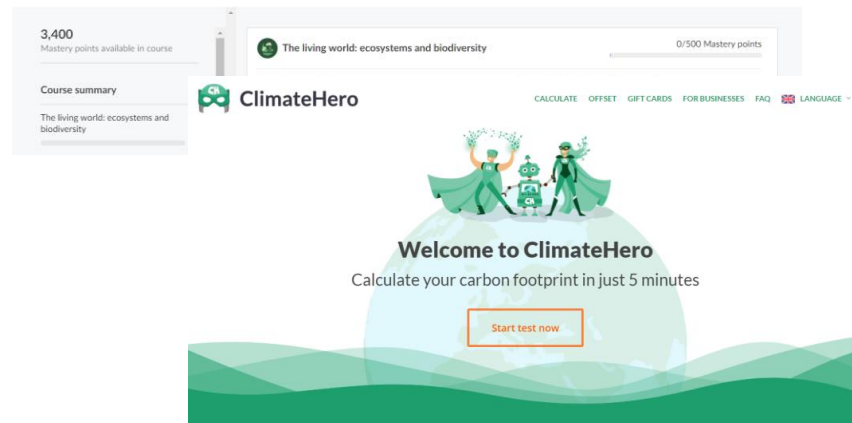 3,400
Mastery points available in course
Course summary
The living world: ecosystems and
biodiversity
The living world: ecosystems and biodiversity
0/500 Mastery points
CH
ClimateHero
CALCULATE OFFSET GIFT CARDS FOR BUSINESSES FAQ LANGUAGE
CH
Welcome to ClimateHero
Calculate your carbon footprint in just 5 minutes
Start test now